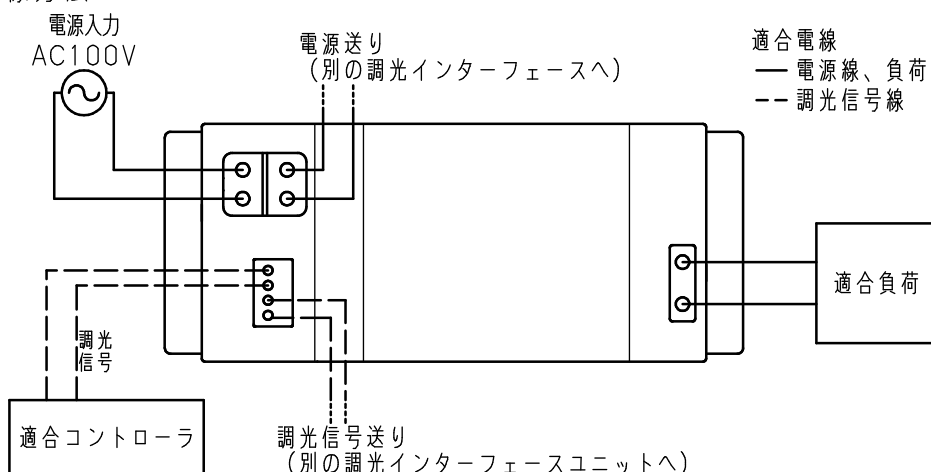 電源入力
AC100V
電源送り
(別の調光インターフェースへ)
適合電線
電源線、負荷
調光信号線
適合負荷
調光
信号
適合コントローラ
調光信号送り
(別の調光インターフェースユニットへ)